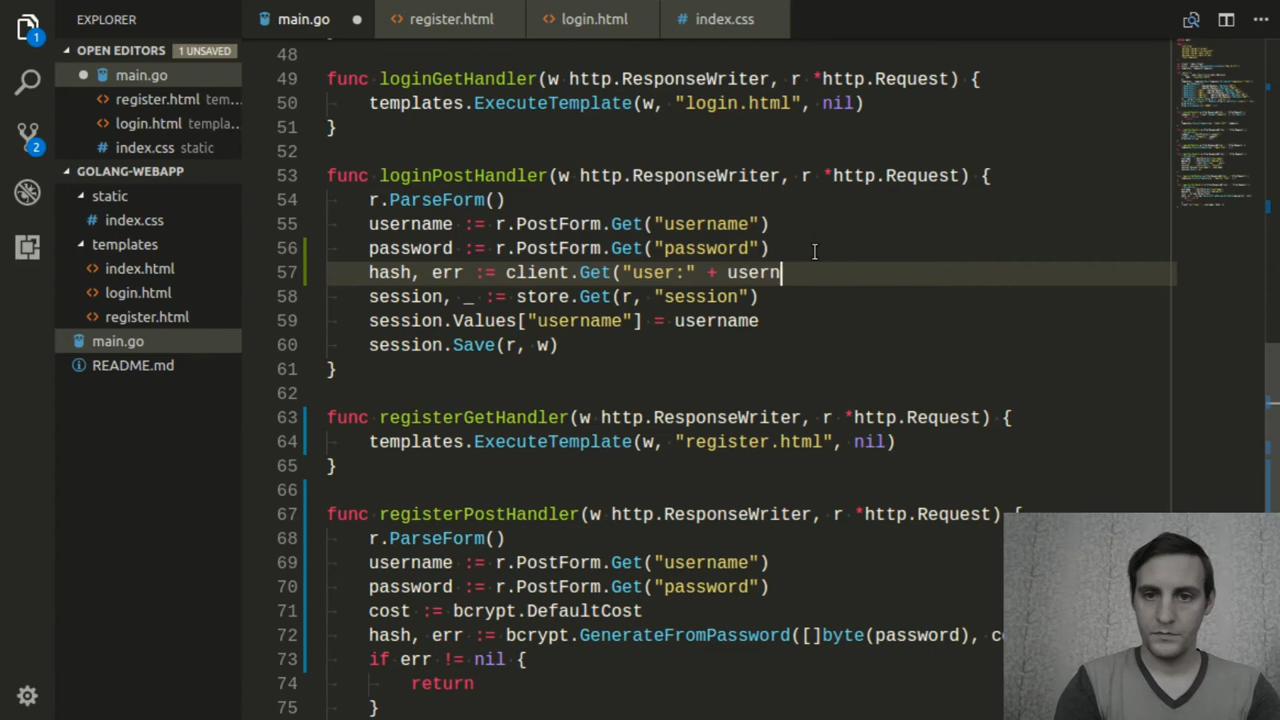 EXPLORER
OPEN EDITORS 1 UNSAVED
main.go
register.html tem...
login.html templa...
index.css static
GOLANG-WEBAPP
static
index.css
templates
index.html
login.html
register.html
main.go
README.md
1
2
main.go register.html login.html index.css
48
49 func loginGetHandler(w http.ResponseWriter, r *http.Request) {
50 templates.ExecuteTemplate(w, "login.html", nil)
51 }
52
53 func loginPostHandler(w http.ResponseWriter, r *http.Request) {
54 r.ParseForm()
55 username := r.PostForm.Get("username")
56 password := r.PostForm.Get("password")
57 hash, err := client.Get("user:" + usern
58 session, _ := store.Get(r, "session")
59 session.Values["username"] = username
60 session.Save(r, w)
61 }
62
63 func registerGetHandler(w http.ResponseWriter, r *http.Request) {
64 templates.ExecuteTemplate(w, "register.html", nil)
65 }
66
67 func registerPostHandler(w http.ResponseWriter, r *http.Request) {
68 r.ParseForm()
69 username := r.PostForm.Get("username")
70 password := r.PostForm.Get("password")
71 cost := bcrypt.DefaultCost
72 hash, err := bcrypt.GenerateFromPassword([]byte(password), co
73 if err != nil {
74 return
75 }